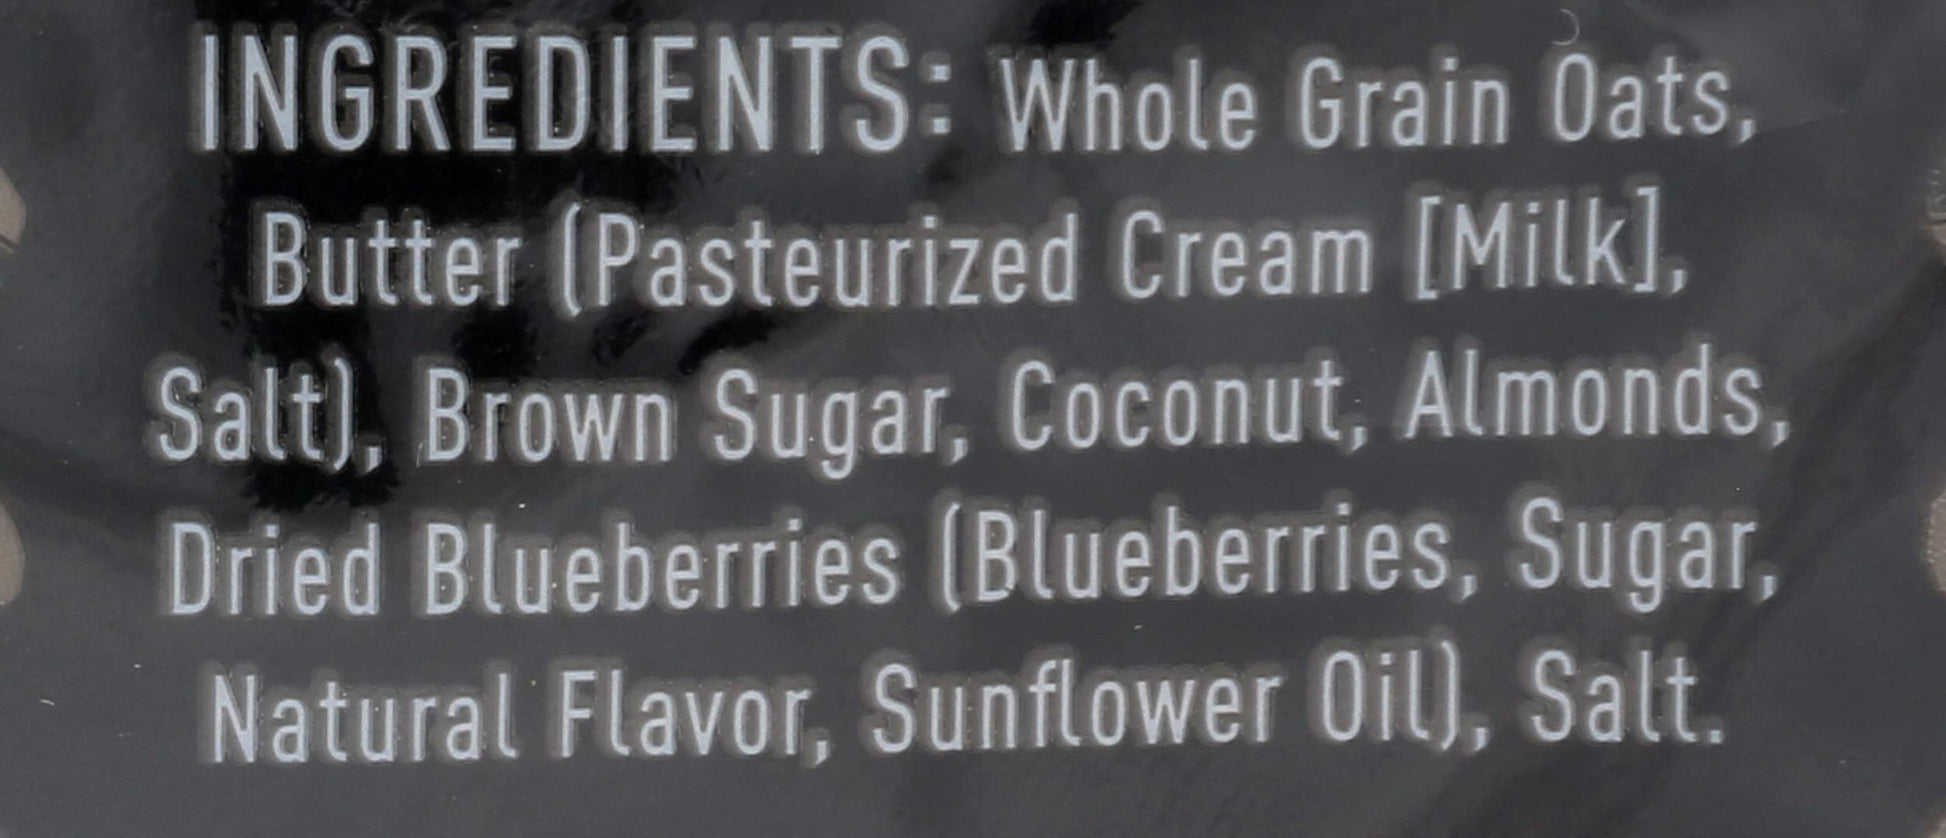 INGREDIENTS: Whole Grain Oats,
Butter (Pasteurized Cream [Milk],
Salt), Brown Sugar, Coconut, Almonds,
Dried Blueberries (Blueberries, Sugar,
Natural Flavor, Sunflower Oil), Salt.